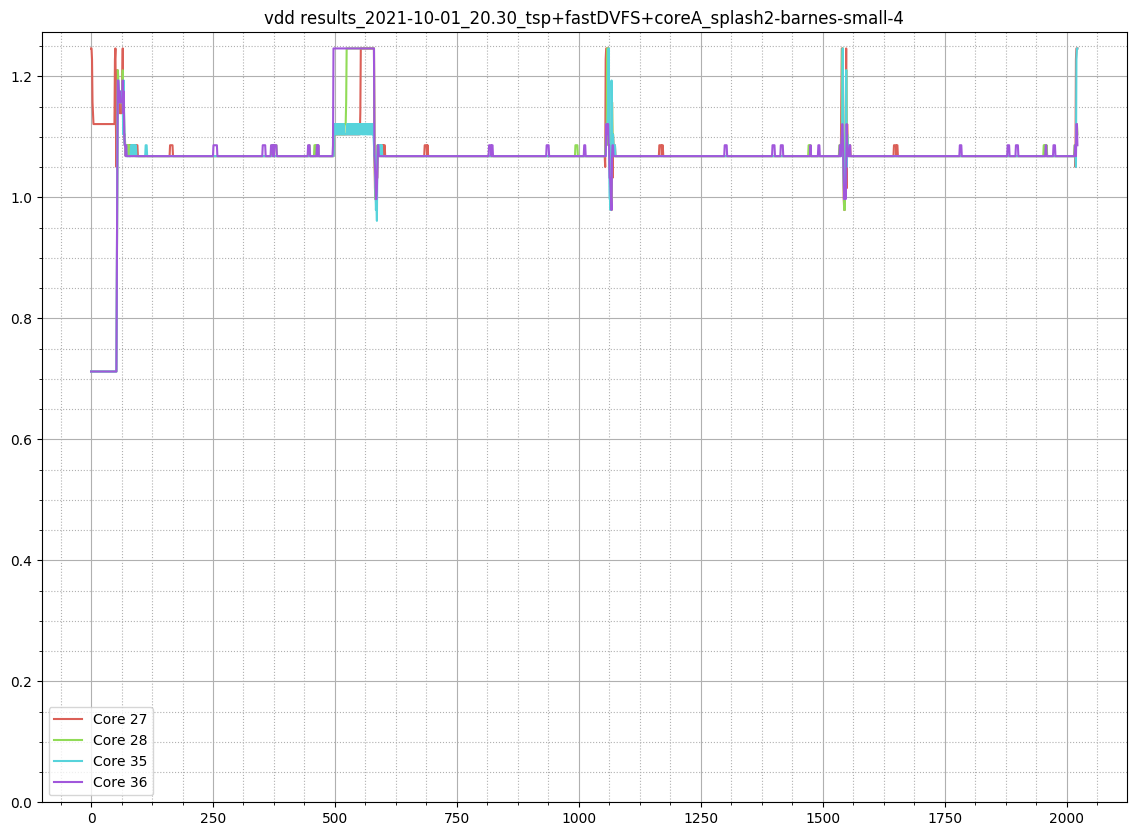 vdd results_2021-10-01_20.30_tsp+fastDVFS+coreA_splash2-barnes-small-4
1.2
1.0
0.8
0.6
0.4
0.2
0.0
Core 27
Core 28
Core 35
Core 36
0 250 500 750 1000 1250 1500 1750 2000